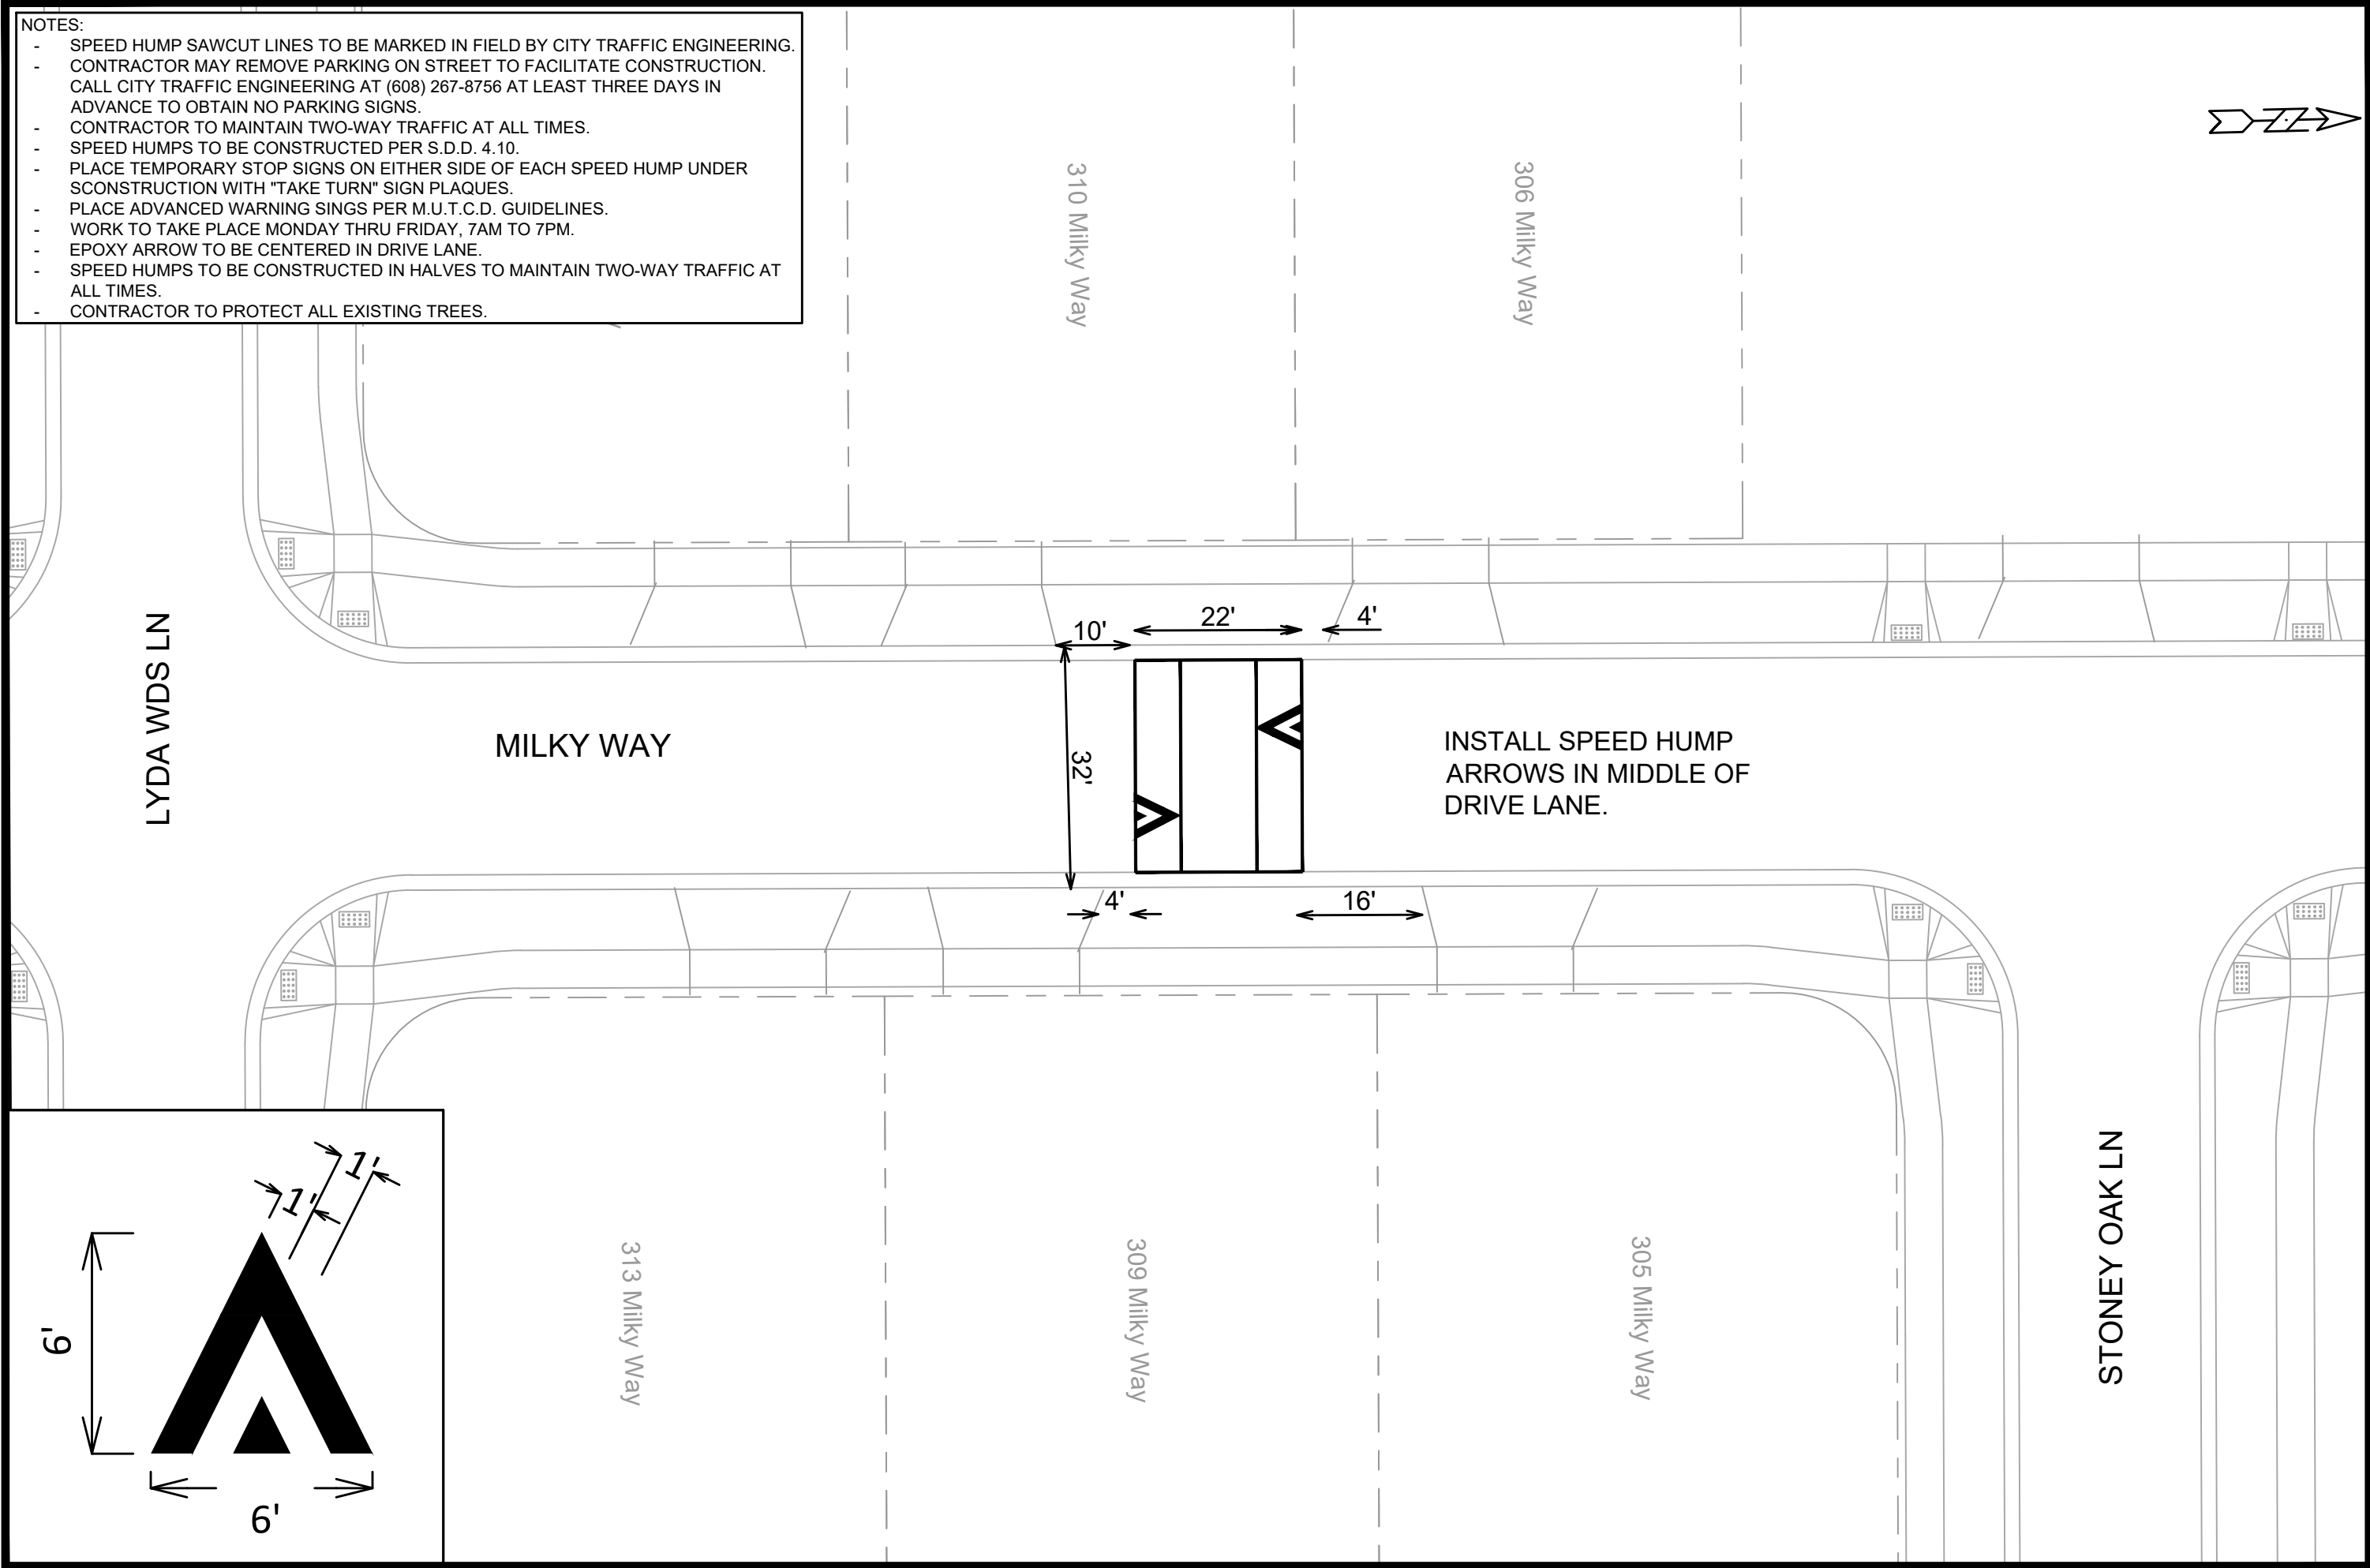 NOTES:
- SPEED HUMP SAWCUT LINES TO BE MARKED IN FIELD BY CITY TRAFFIC ENGINEERING.
- CONTRACTOR MAY REMOVE PARKING ON STREET TO FACILITATE CONSTRUCTION.
CALL CITY TRAFFIC ENGINEERING AT (608) 267-8756 AT LEAST THREE DAYS IN
ADVANCE TO OBTAIN NO PARKING SIGNS.
- CONTRACTOR TO MAINTAIN TWO-WAY TRAFFIC AT ALL TIMES.
- SPEED HUMPS TO BE CONSTRUCTED PER S.D.D. 4.10.
- PLACE TEMPORARY STOP SIGNS ON EITHER SIDE OF EACH SPEED HUMP UNDER
SCONSTRUCTION WITH "TAKE TURN" SIGN PLAQUES.
- PLACE ADVANCED WARNING SINGS PER M.U.T.C.D. GUIDELINES.
- WORK TO TAKE PLACE MONDAY THRU FRIDAY, 7AM TO 7PM.
- EPOXY ARROW TO BE CENTERED IN DRIVE LANE.
- SPEED HUMPS TO BE CONSTRUCTED IN HALVES TO MAINTAIN TWO-WAY TRAFFIC AT
ALL TIMES.
- CONTRACTOR TO PROTECT ALL EXISTING TREES.
Z
310 Milky Way
306 Milky Way
10'
22'
4'
LYDA WDS LN
MILKY WAY
32'
INSTALL SPEED HUMP
ARROWS IN MIDDLE OF
DRIVE LANE.
4'
16'
313 Milky Way
309 Milky Way
305 Milky Way
STONEY OAK LN
1'
1'
6'
6'